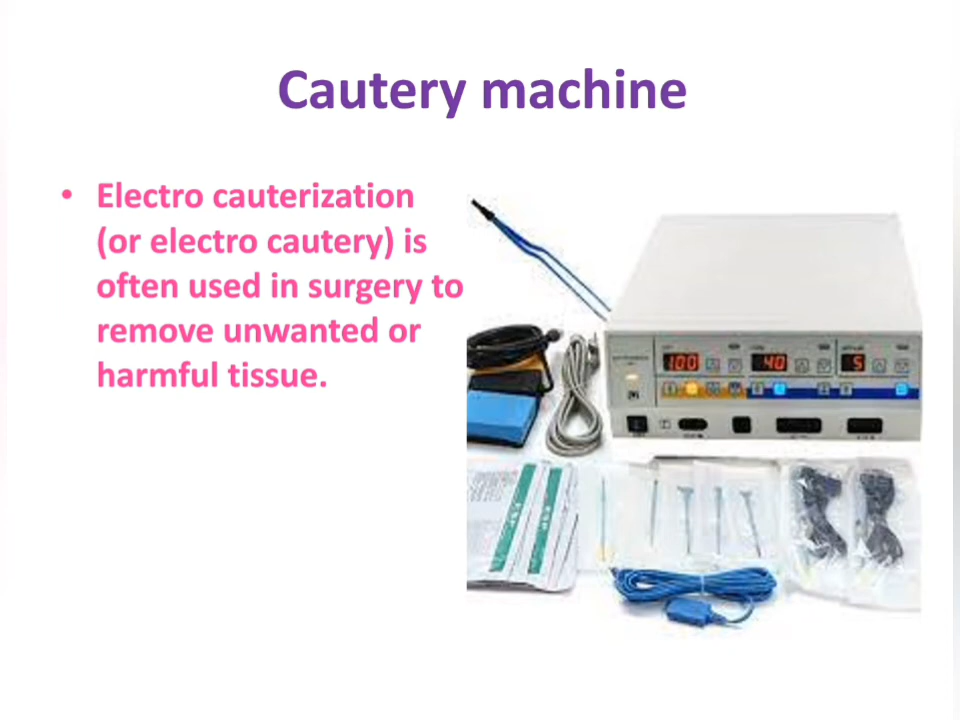 Cautery machine
• Electro cauterization
(or electro cautery) is
often used in surgery to
remove unwanted or
harmful tissue.
100
40
5